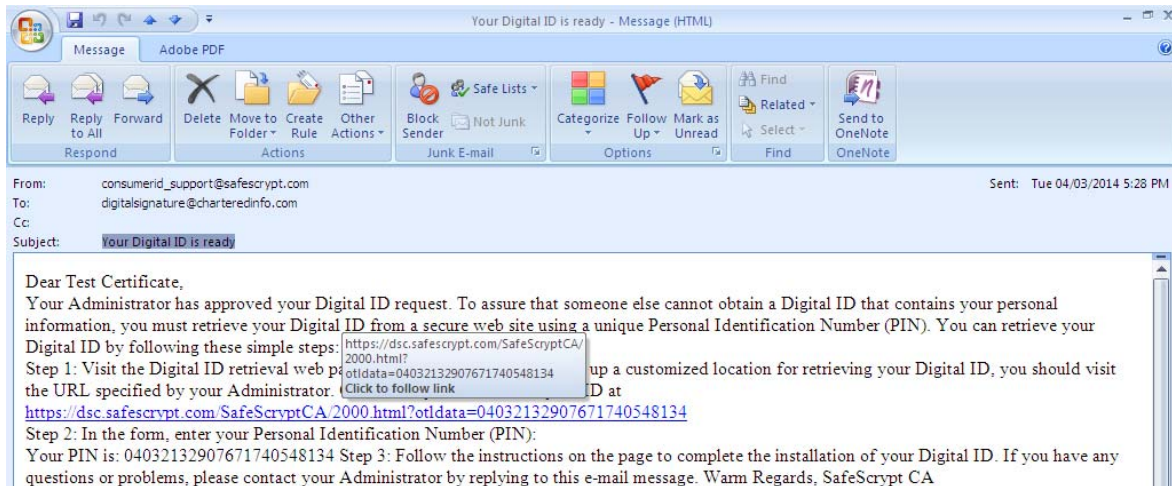 Your Digital ID is ready - Message (HTML)
Message Adobe PDF
Reply Reply to All Forward Delete Move to Folder Create Rule Other Actions Block Sender Safe Lists Not Junk Categorize Follow Up Mark as Unread Find Related Select Send to OneNote
Respond Actions Junk E-mail Options Find OneNote
From: consumerid_support@safescrypt.com Sent: Tue 04/03/2014 5:28 PM
To: digitalsignature@charteredinfo.com
Cc:
Subject: Your Digital ID is ready
Dear Test Certificate,
Your Administrator has approved your Digital ID request. To assure that someone else cannot obtain a Digital ID that contains your personal
information, you must retrieve your Digital ID from a secure web site using a unique Personal Identification Number (PIN). You can retrieve your
Digital ID by following these simple steps:
https://dsc.safescrypt.com/SafeScryptCA/
2000.html?
otldata=04032132907671740548134
Click to follow link
Step 1: Visit the Digital ID retrieval web up a customized location for retrieving your Digital ID, you should visit
the URL specified by your Administrator. ID at
https://dsc.safescrypt.com/SafeScryptCA/2000.html?otldata=04032132907671740548134
Step 2: In the form, enter your Personal Identification Number (PIN):
Your PIN is: 04032132907671740548134 Step 3: Follow the instructions on the page to complete the installation of your Digital ID. If you have any
questions or problems, please contact your Administrator by replying to this e-mail message. Warm Regards, SafeScrypt CA